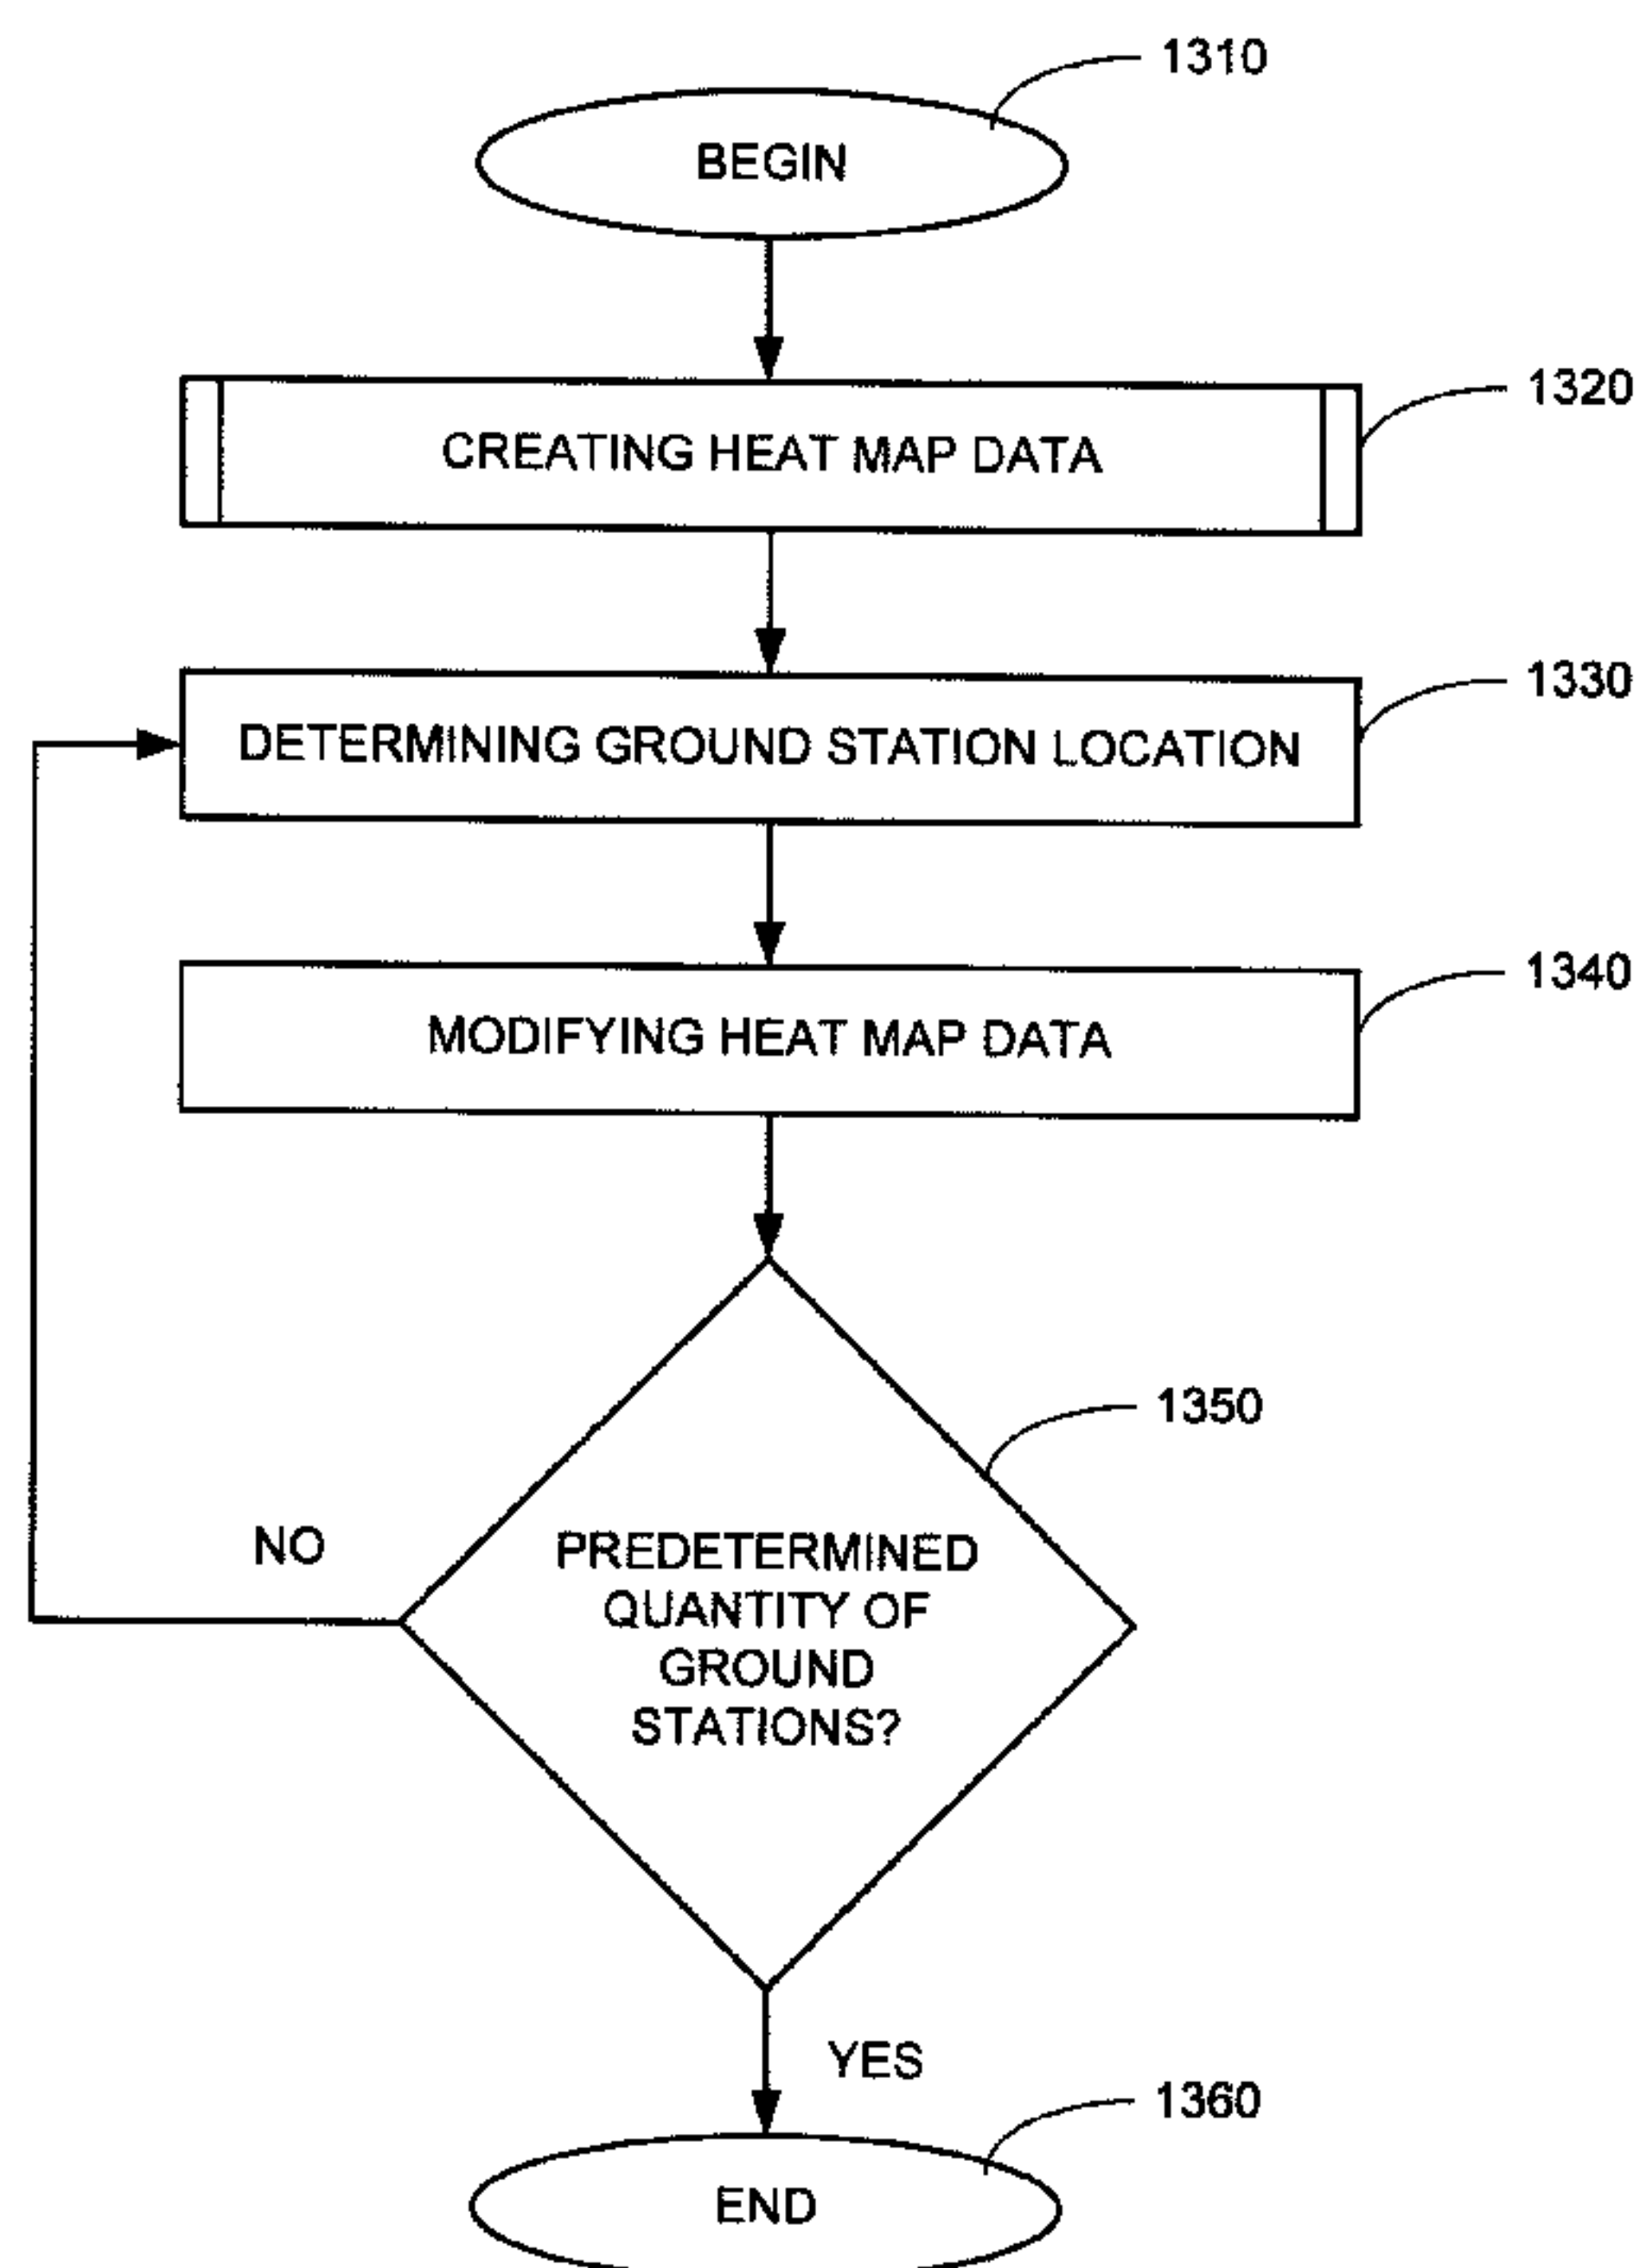 1310
BEGIN
1320
CREATING HEAT MAP DATA
1330
DETERMINING GROUND STATION LOCATION
1340
MODIFYING HEAT MAP DATA
1350
NO
PREDETERMINED
QUANTITY OF
GROUND
STATIONS?
YES
1360
END